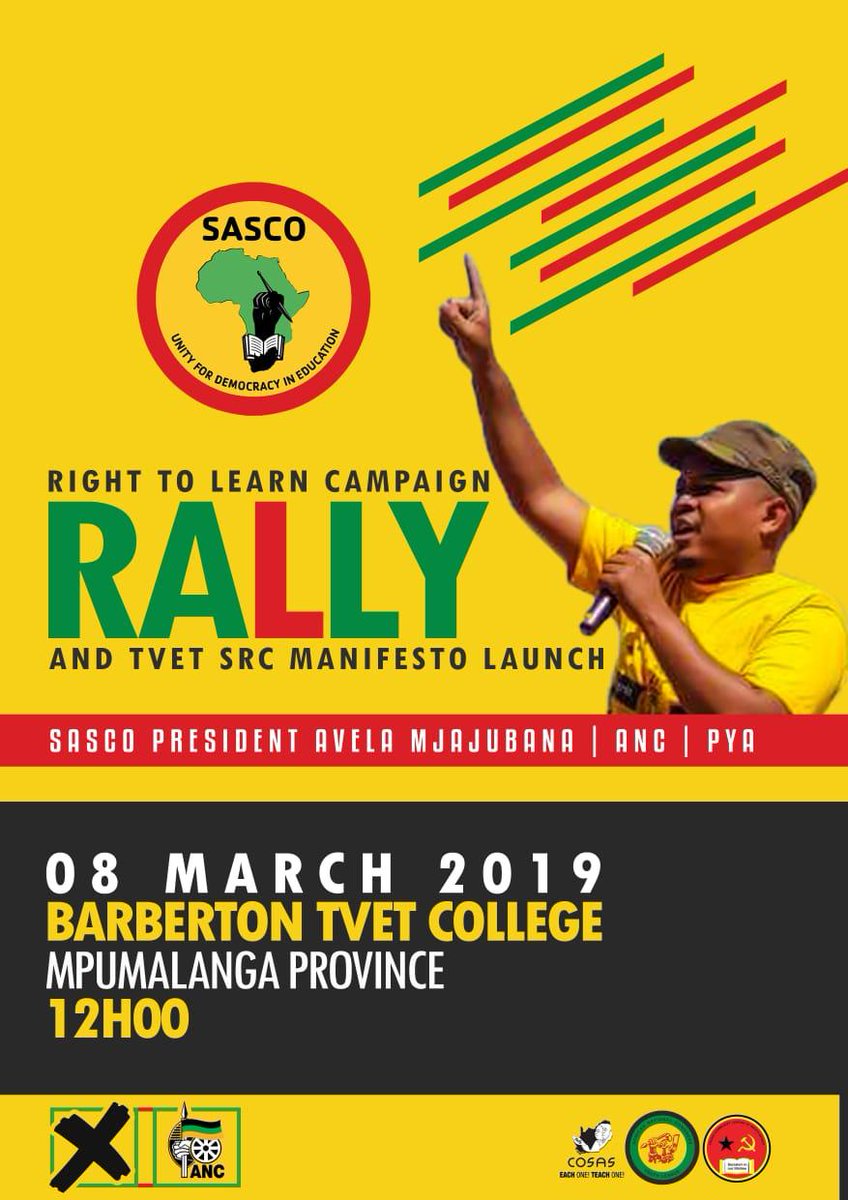 SASCO
UNITY FOR DEMOCRACY IN EDUCATION
RIGHT TO LEARN CAMPAIGN
RALLY
AND TVET SRC MANIFESTO LAUNCH
SASCO PRESIDENT AVELA MJAJUBANA | ANC | PYA
08 MARCH 2019
BARBERTON TVET COLLEGE
MPUMALANGA PROVINCE
12H00
X
ANC
COSAS
EACH ONE! TEACH ONE!